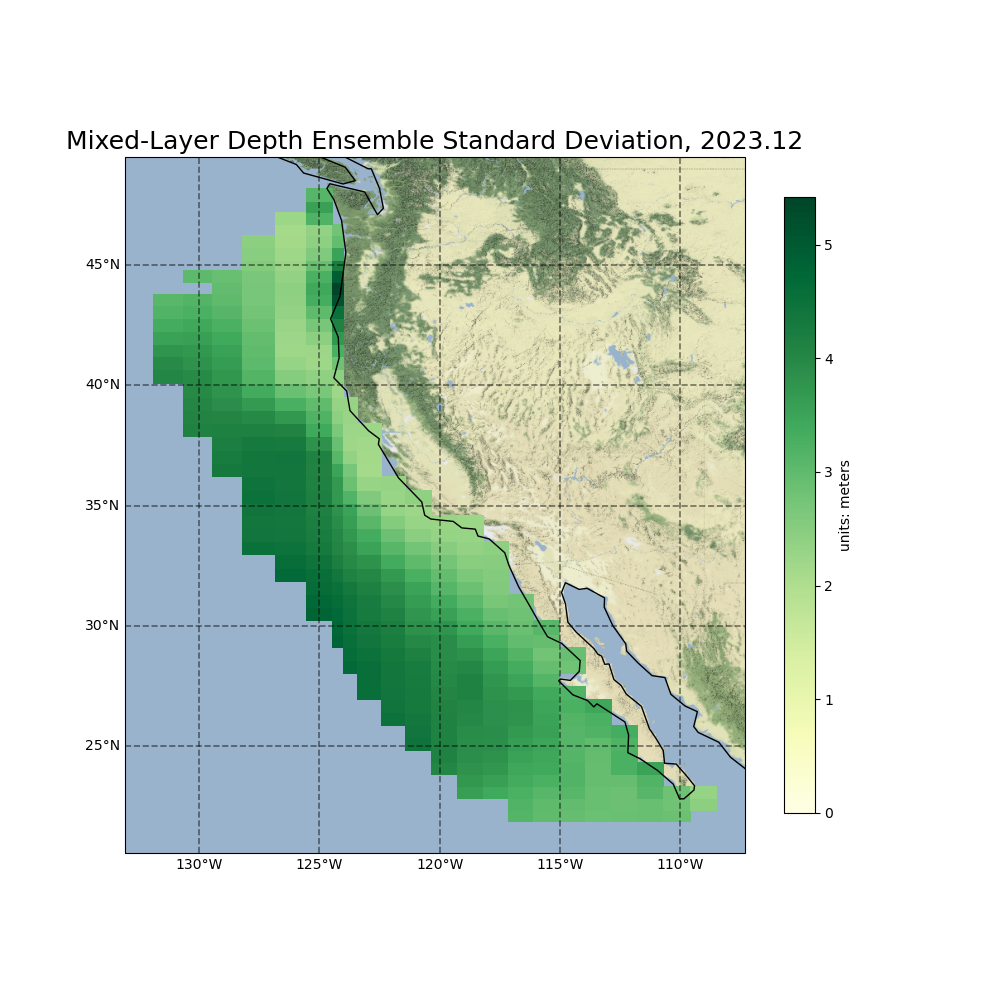 Mixed-Layer Depth Ensemble Standard Deviation, 2023.12
45°N
40°N
35°N
30°N
25°N
130°W
125°W
120°W
115°W
110°W
5
4
3
2
1
0
units: meters